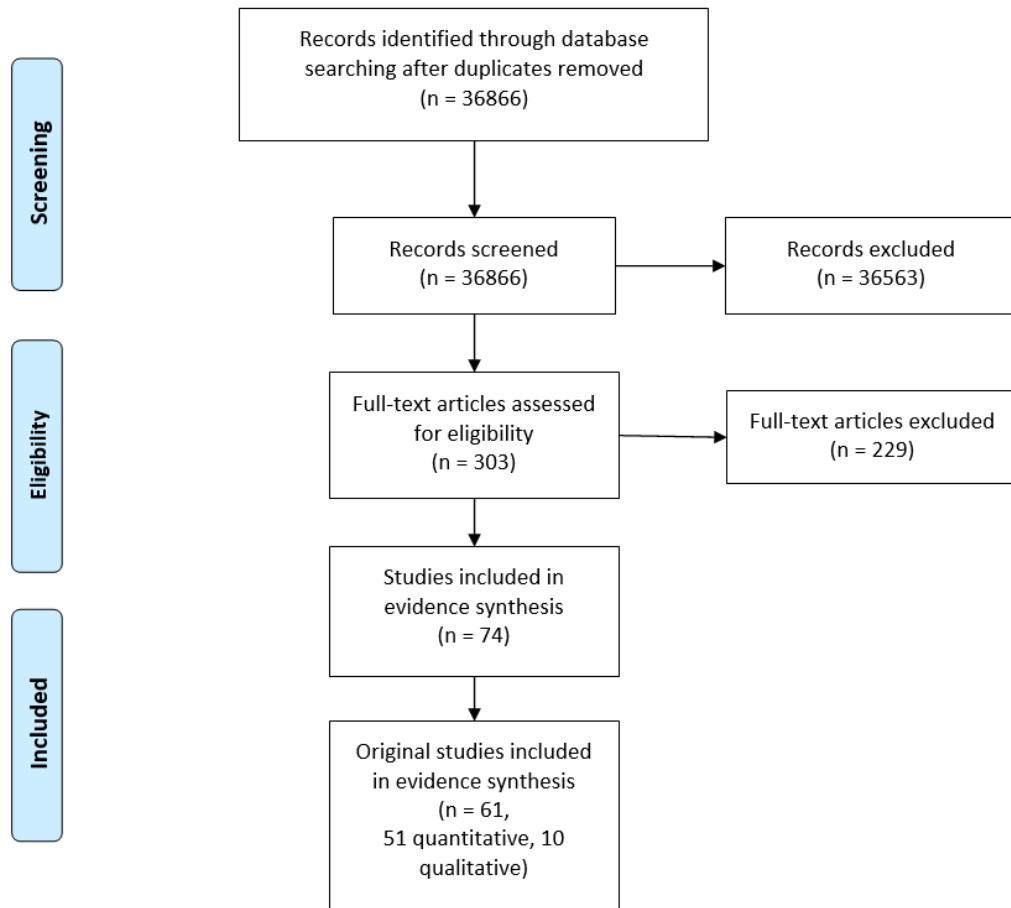 Screening
Records identified through database
searching after duplicates removed
(n = 36866)
Records screened
(n = 36866)
Records excluded
(n = 36563)
Eligibility
Full-text articles assessed
for eligibility
(n = 303)
Full-text articles excluded
(n = 229)
Studies included in
evidence synthesis
(n = 74)
Included
Original studies included
in evidence synthesis
(n = 61,
51 quantitative, 10
qualitative)